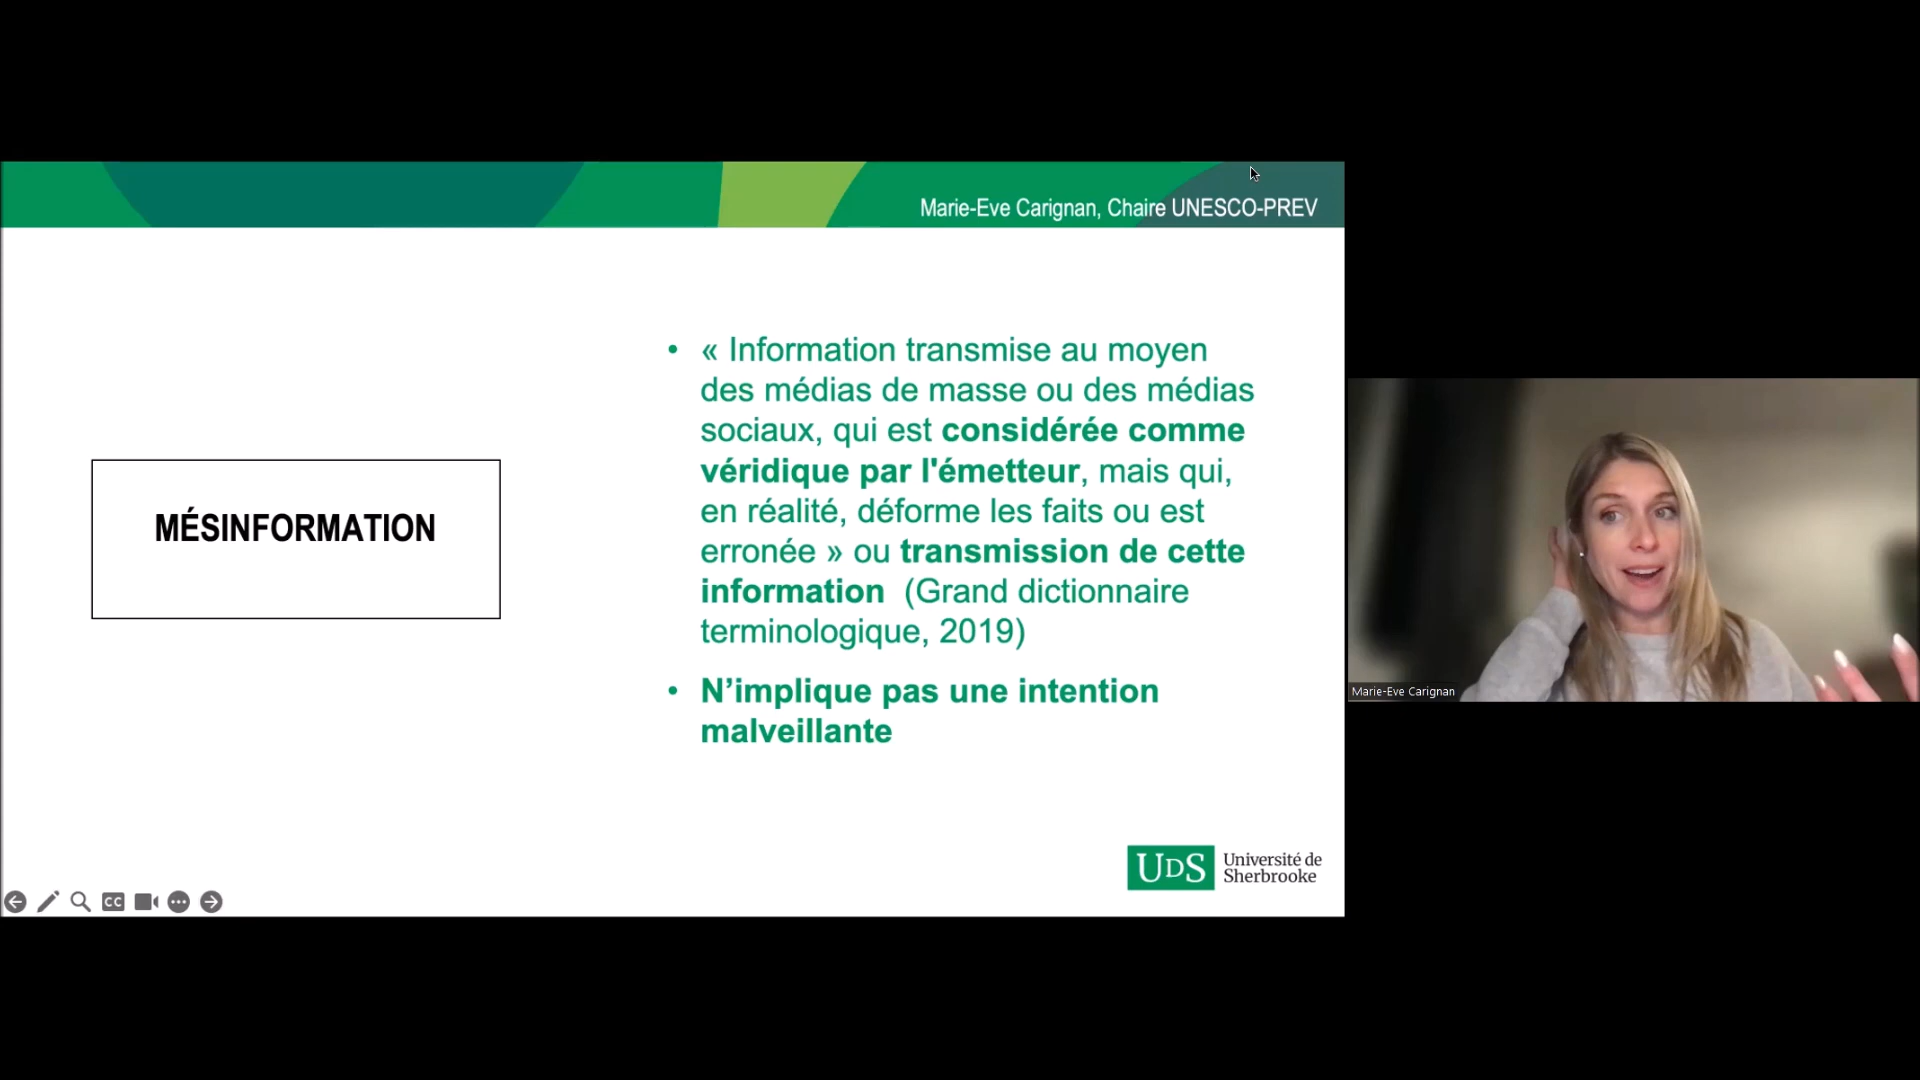 Marie-Eve Carignan, Chaire UNESCO-PREV
MÉSINFORMATION
• « Information transmise au moyen
des médias de masse ou des médias
sociaux, qui est considérée comme
véridique par l'émetteur, mais qui,
en réalité, déforme les faits ou est
erronée » ou transmission de cette
information (Grand dictionnaire
terminologique, 2019)
• N’implique pas une intention
malveillante
UDS Université de
Sherbrooke
CC
Marie-Eve Carignan